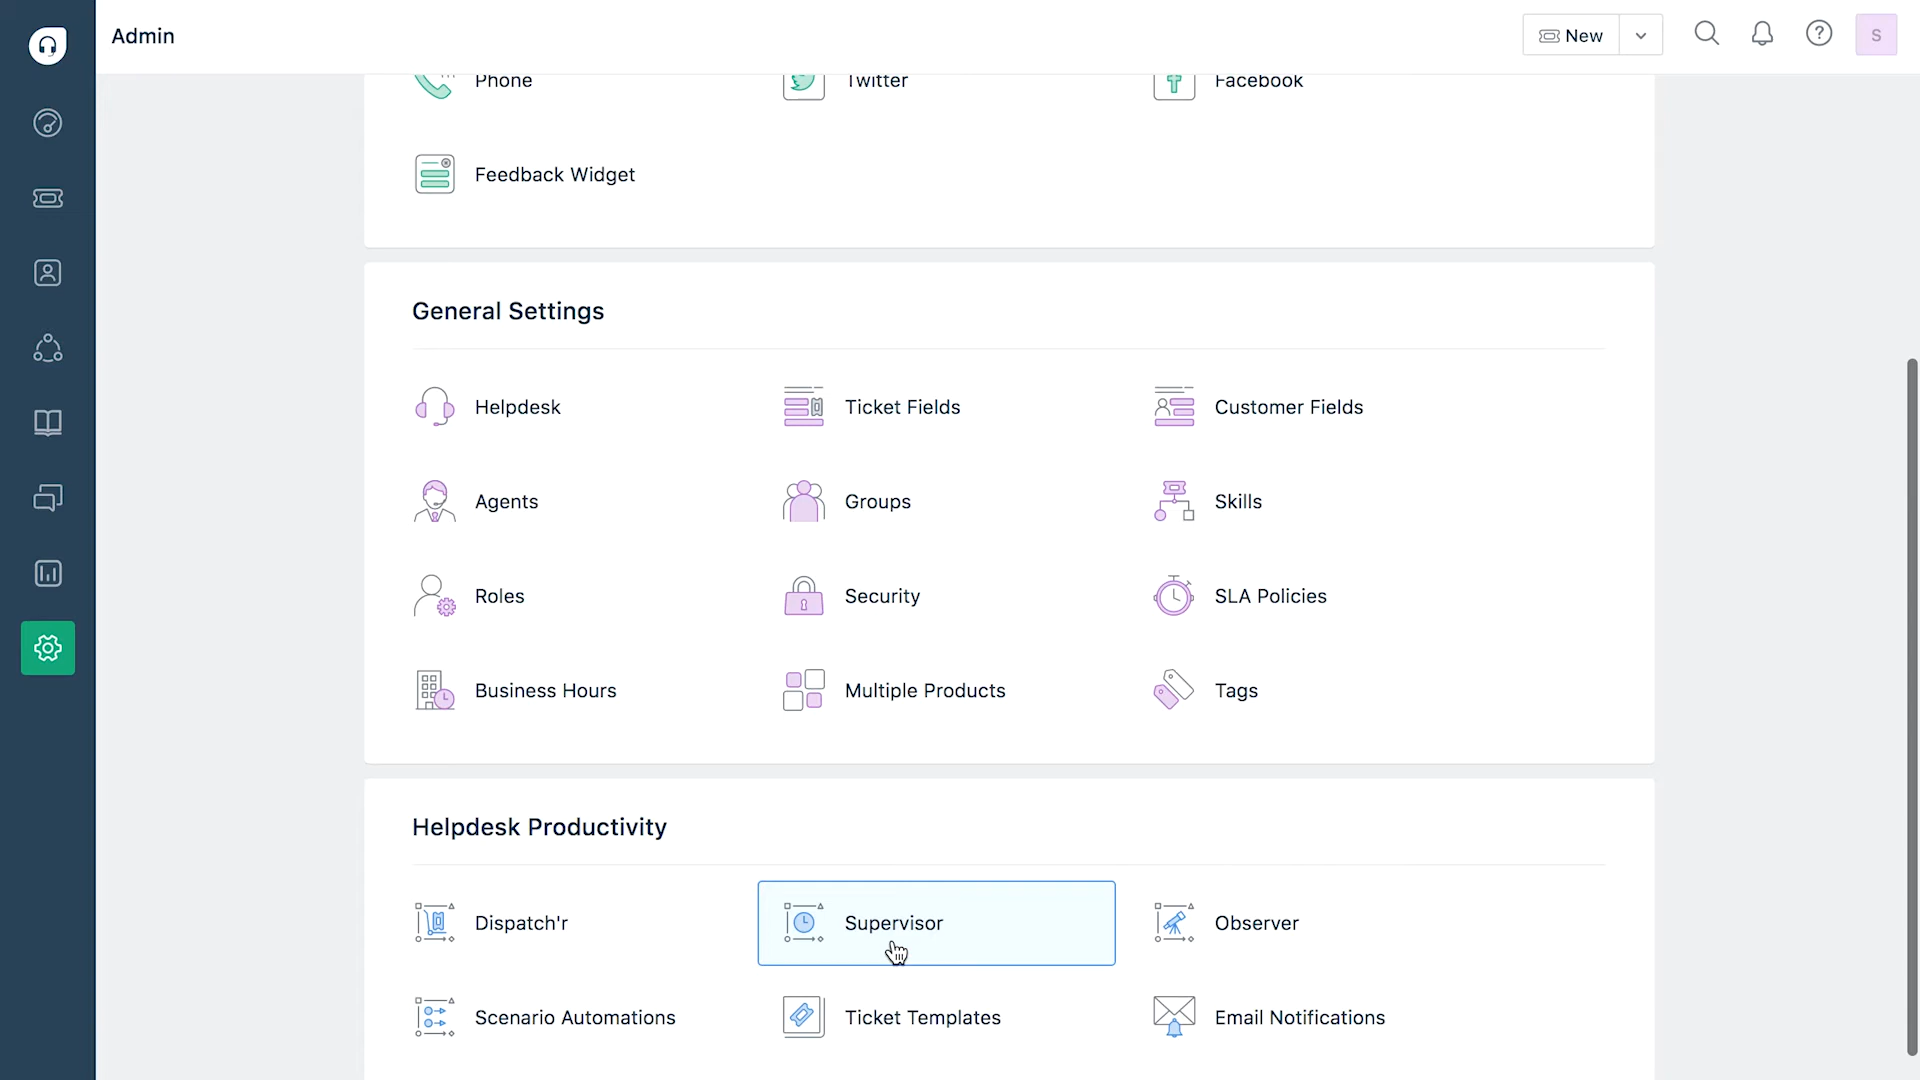 Admin
New
S
Phone
Twitter
Facebook
Feedback Widget
General Settings
Helpdesk
Ticket Fields
Customer Fields
Agents
Groups
Skills
Roles
Security
SLA Policies
Business Hours
Multiple Products
Tags
Helpdesk Productivity
Dispatch'r
Supervisor
Observer
Scenario Automations
Ticket Templates
Email Notifications